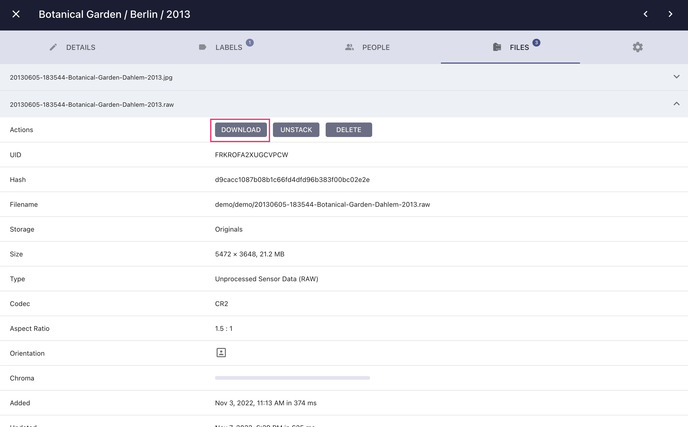 Botanical Garden / Berlin / 2013
DETAILS LABELS 1 PEOPLE FILES 3
20130605-183544-Botanical-Garden-Dahlem-2013.jpg
20130605-183544-Botanical-Garden-Dahlem-2013.raw
Actions DOWNLOAD UNSTACK DELETE
UID FRKROFA2XUGCVPCW
Hash d9cacc1087b08b1c66fd4dfd96b383f00bc02e2e
Filename demo/demo/20130605-183544-Botanical-Garden-Dahlem-2013.raw
Storage Originals
Size 5472 × 3648, 21.2 MB
Type Unprocessed Sensor Data (RAW)
Codec CR2
Aspect Ratio 1.5 : 1
Orientation
Chroma
Added Nov 3, 2022, 11:13 AM in 374 ms